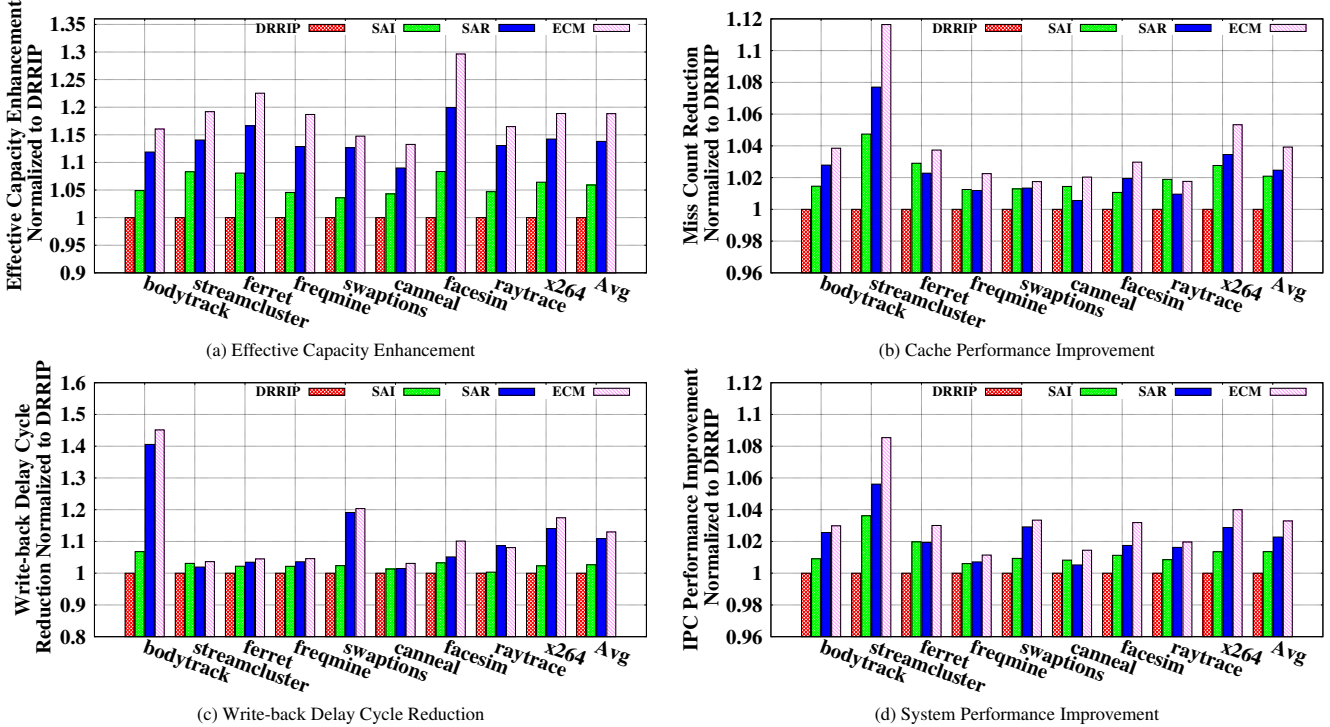 Effective Capacity Enhancement
Normalized to DRRIP
1.35
1.3
1.25
1.2
1.15
1.1
1.05
1
0.95
0.9
DRRIP SAI SAR ECM
bodytrack streamcluster ferret freqmine swaptions canneal facesim raytrace x264 Avg
(a) Effective Capacity Enhancement
Miss Count Reduction
Normalized to DRRIP
1.12
1.1
1.08
1.06
1.04
1.02
1
0.98
0.96
DRRIP SAI SAR ECM
bodytrack streamcluster ferret freqmine swaptions canneal facesim raytrace x264 Avg
(b) Cache Performance Improvement
Write-back Delay Cycle
Reduction Normalized to DRRIP
1.6
1.5
1.4
1.3
1.2
1.1
1
0.9
0.8
DRRIP SAI SAR ECM
bodytrack streamcluster ferret freqmine swaptions canneal facesim raytrace x264 Avg
(c) Write-back Delay Cycle Reduction
IPC Performance Improvement
Normalized to DRRIP
1.12
1.1
1.08
1.06
1.04
1.02
1
0.98
0.96
DRRIP SAI SAR ECM
bodytrack streamcluster ferret freqmine swaptions canneal facesim raytrace x264 Avg
(d) System Performance Improvement